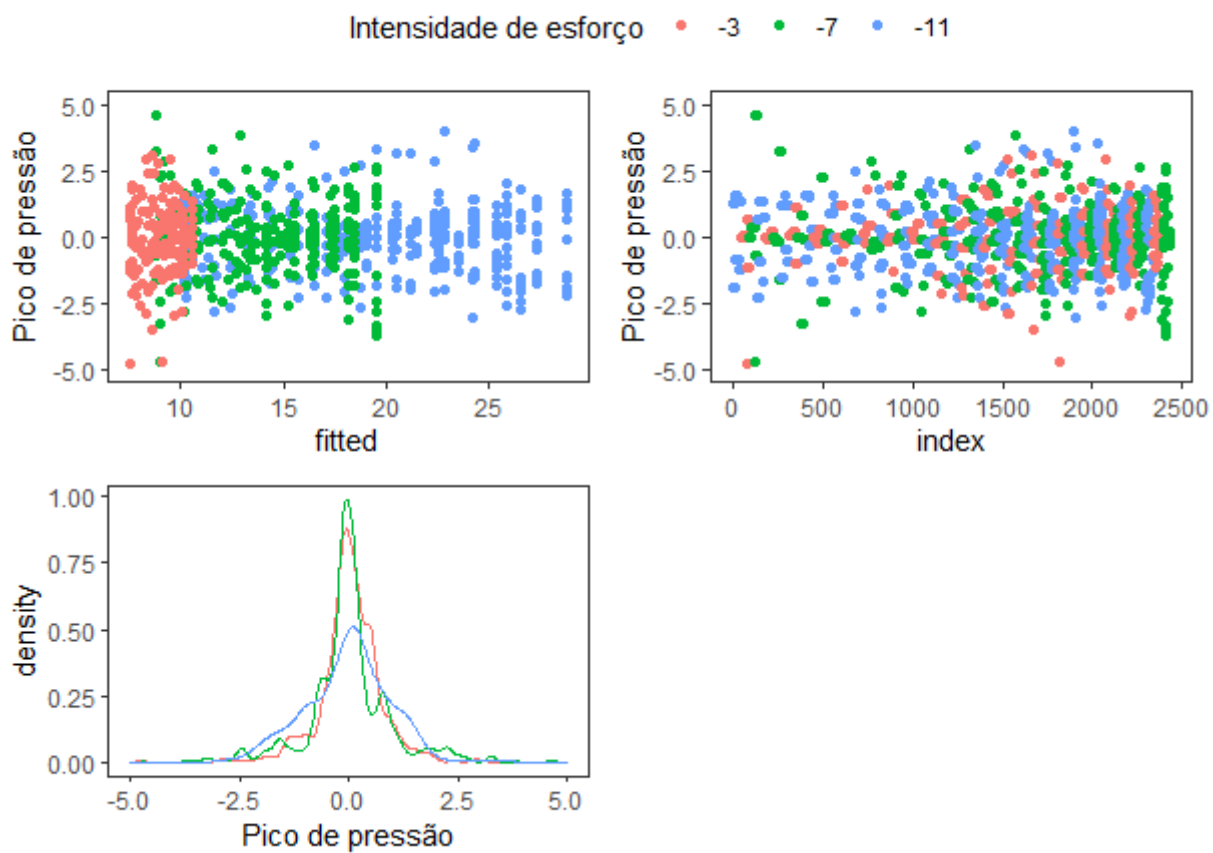 Intensidade de esforço -3 -7 -11
Pico de pressão
5.0
2.5
0.0
-2.5
-5.0
10 15 20 25
fitted
Pico de pressão
5.0
2.5
0.0
-2.5
-5.0
0 500 1000 1500 2000 2500
index
density
1.00
0.75
0.50
0.25
0.00
-5.0 -2.5 0.0 2.5 5.0
Pico de pressão